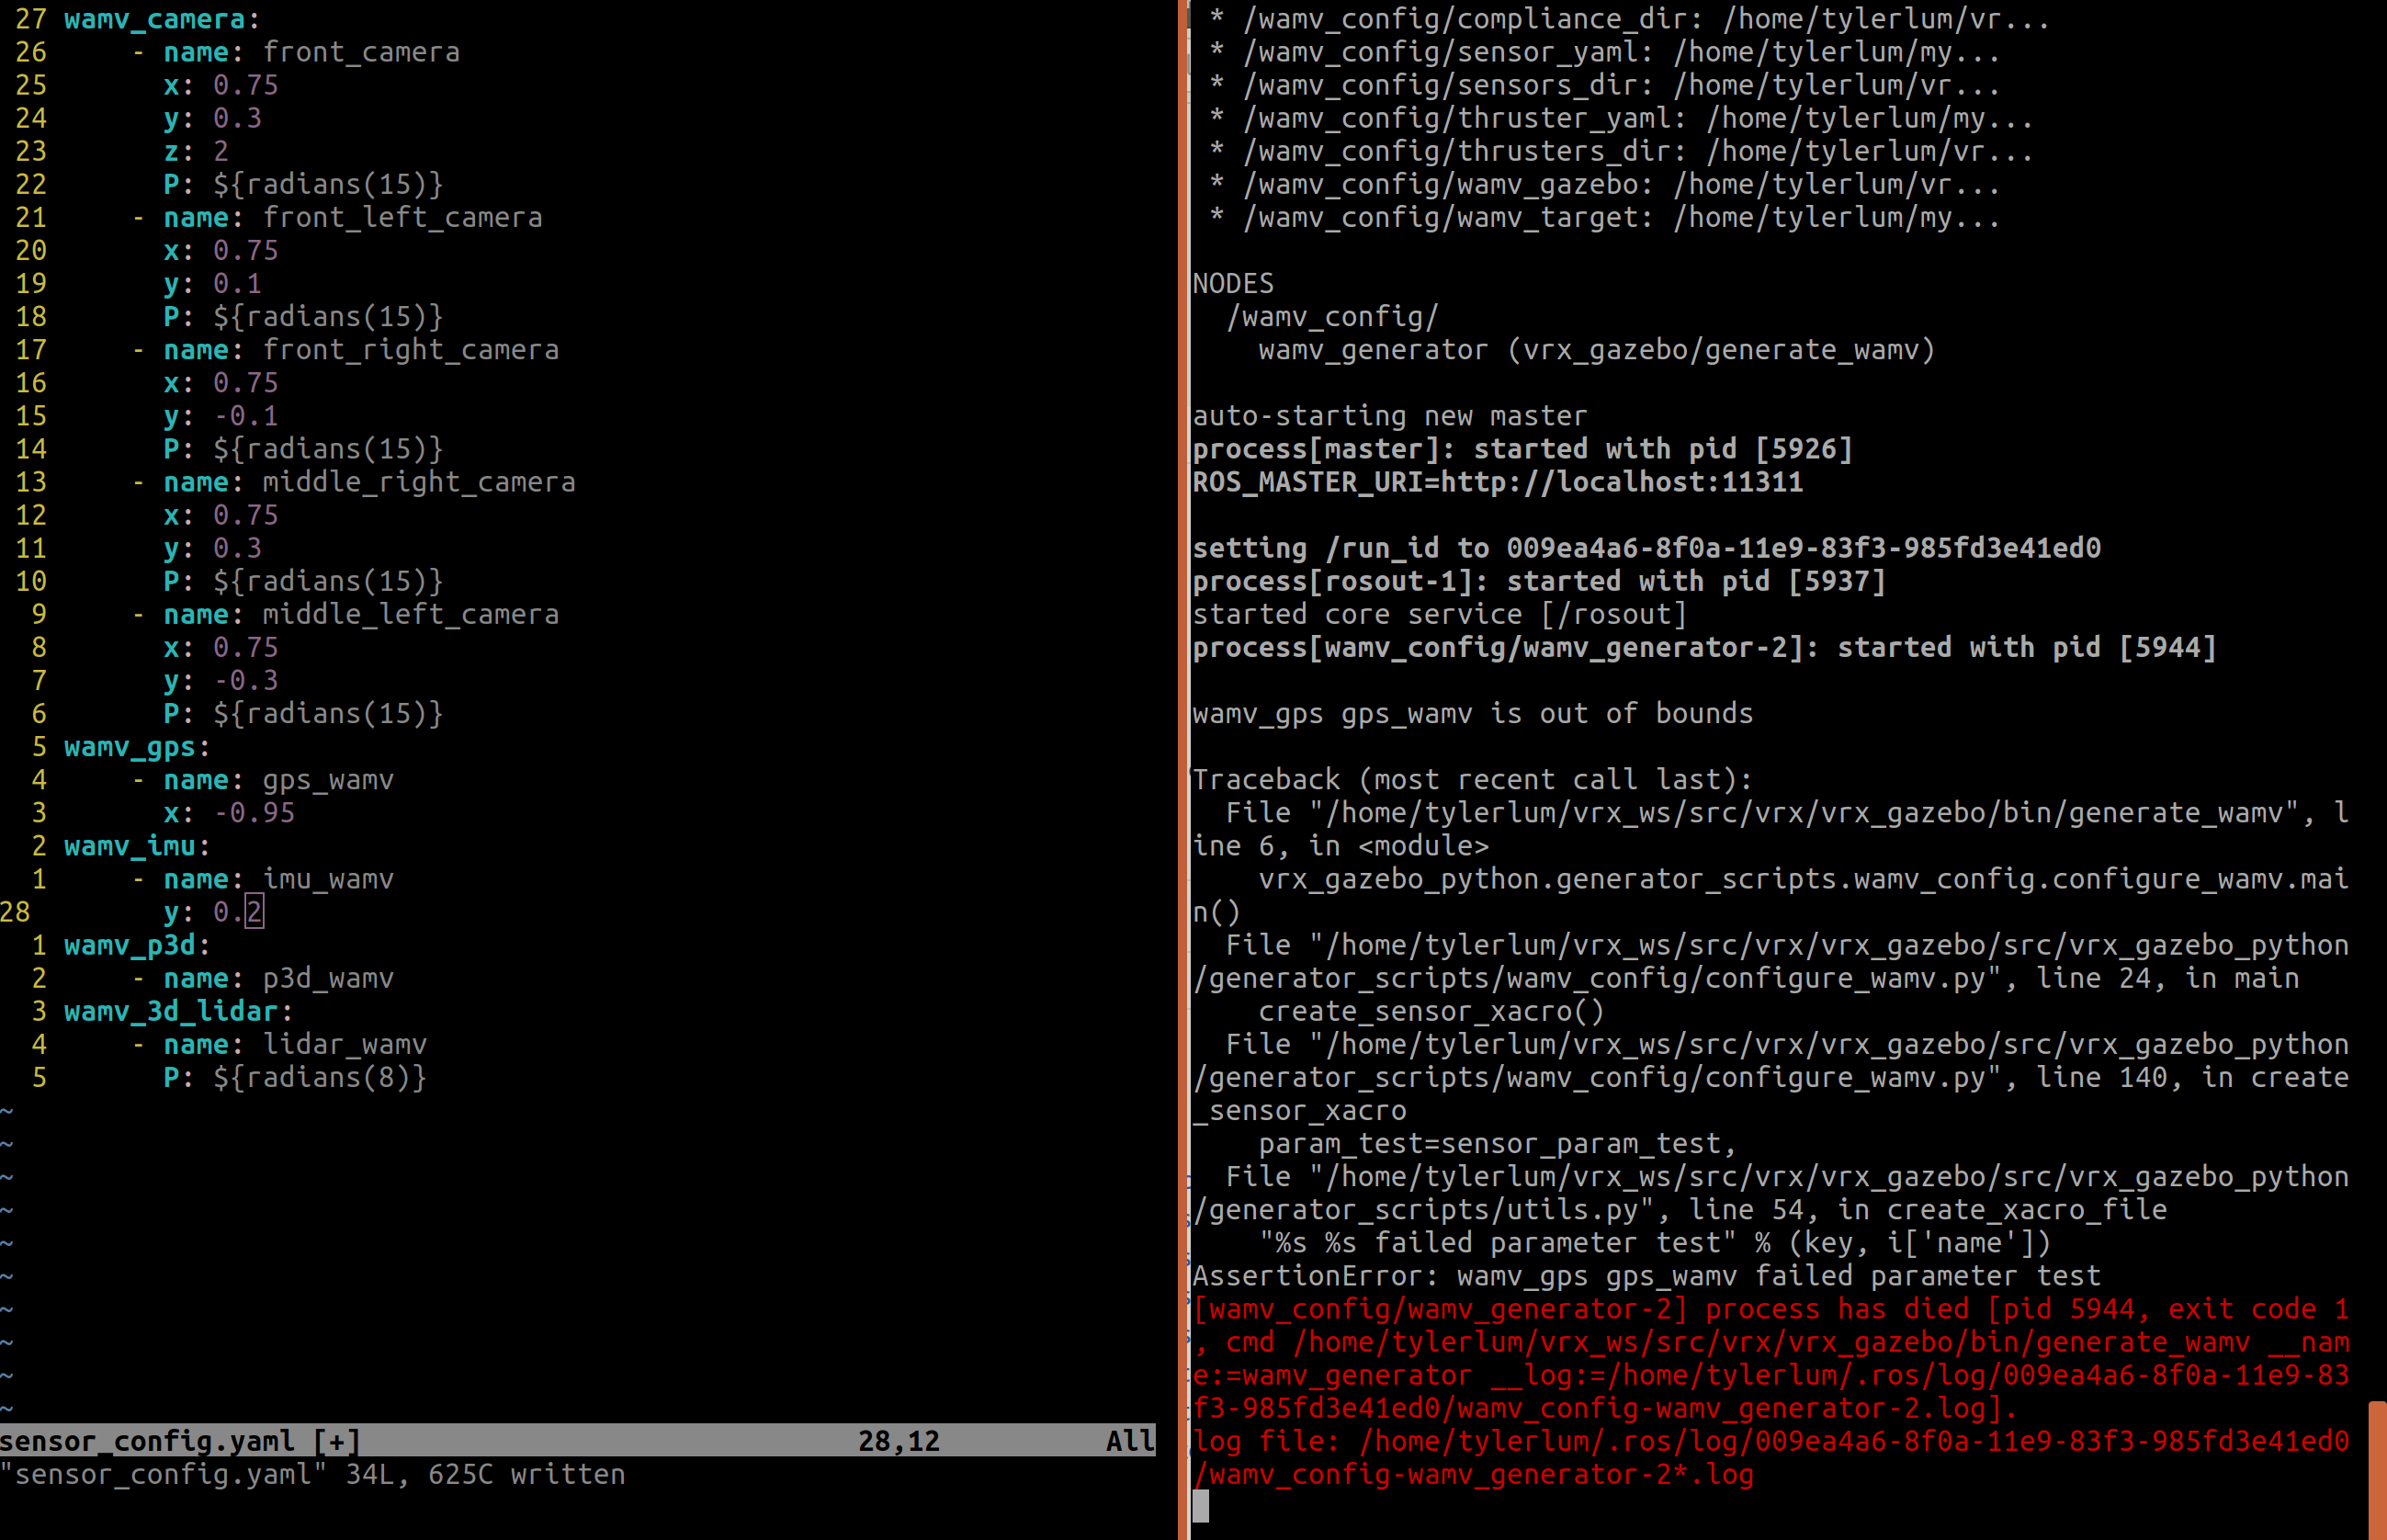 27 wamv_camera:
26     - name: front_camera
25       x: 0.75
24       y: 0.3
23       z: 2
22       P: ${radians(15)}
21     - name: front_left_camera
20       x: 0.75
19       y: 0.1
18       P: ${radians(15)}
17     - name: front_right_camera
16       x: 0.75
15       y: -0.1
14       P: ${radians(15)}
13     - name: middle_right_camera
12       x: 0.75
11       y: 0.3
10       P: ${radians(15)}
9     - name: middle_left_camera
8       x: 0.75
7       y: -0.3
6       P: ${radians(15)}
5 wamv_gps:
4     - name: gps_wamv
3       x: -0.95
2 wamv_imu:
1     - name: imu_wamv
28       y: 0.2
1 wamv_p3d:
2     - name: p3d_wamv
3 wamv_3d_lidar:
4     - name: lidar_wamv
5       P: ${radians(8)}
~
~
~
~
~
~
~
~
~
~
sensor_config.yaml [+]                    28,12          All
"sensor_config.yaml" 34L, 625C written
 * /wamv_config/compliance_dir: /home/tylerlum/vr...
 * /wamv_config/sensor_yaml: /home/tylerlum/my...
 * /wamv_config/sensors_dir: /home/tylerlum/vr...
 * /wamv_config/thruster_yaml: /home/tylerlum/my...
 * /wamv_config/thrusters_dir: /home/tylerlum/vr...
 * /wamv_config/wamv_gazebo: /home/tylerlum/vr...
 * /wamv_config/wamv_target: /home/tylerlum/my...
NODES
  /wamv_config/
    wamv_generator (vrx_gazebo/generate_wamv)
auto-starting new master
process[master]: started with pid [5926]
ROS_MASTER_URI=http://localhost:11311
setting /run_id to 009ea4a6-8f0a-11e9-83f3-985fd3e41ed0
process[rosout-1]: started with pid [5937]
started core service [/rosout]
process[wamv_config/wamv_generator-2]: started with pid [5944]
wamv_gps gps_wamv is out of bounds
Traceback (most recent call last):
  File "/home/tylerlum/vrx_ws/src/vrx/vrx_gazebo/bin/generate_wamv", l
ine 6, in <module>
    vrx_gazebo_python.generator_scripts.wamv_config.configure_wamv.mai
n()
  File "/home/tylerlum/vrx_ws/src/vrx/vrx_gazebo/src/vrx_gazebo_python
/generator_scripts/wamv_config/configure_wamv.py", line 24, in main
    create_sensor_xacro()
  File "/home/tylerlum/vrx_ws/src/vrx/vrx_gazebo/src/vrx_gazebo_python
/generator_scripts/wamv_config/configure_wamv.py", line 140, in create
_sensor_xacro
    param_test=sensor_param_test,
  File "/home/tylerlum/vrx_ws/src/vrx/vrx_gazebo/src/vrx_gazebo_python
/generator_scripts/utils.py", line 54, in create_xacro_file
    "%s %s failed parameter test" % (key, i['name'])
AssertionError: wamv_gps gps_wamv failed parameter test
[wamv_config/wamv_generator-2] process has died [pid 5944, exit code 1
, cmd /home/tylerlum/vrx_ws/src/vrx/vrx_gazebo/bin/generate_wamv __nam
e:=wamv_generator __log:=/home/tylerlum/.ros/log/009ea4a6-8f0a-11e9-83
f3-985fd3e41ed0/wamv_config-wamv_generator-2.log].
log file: /home/tylerlum/.ros/log/009ea4a6-8f0a-11e9-83f3-985fd3e41ed0
/wamv_config-wamv_generator-2*.log